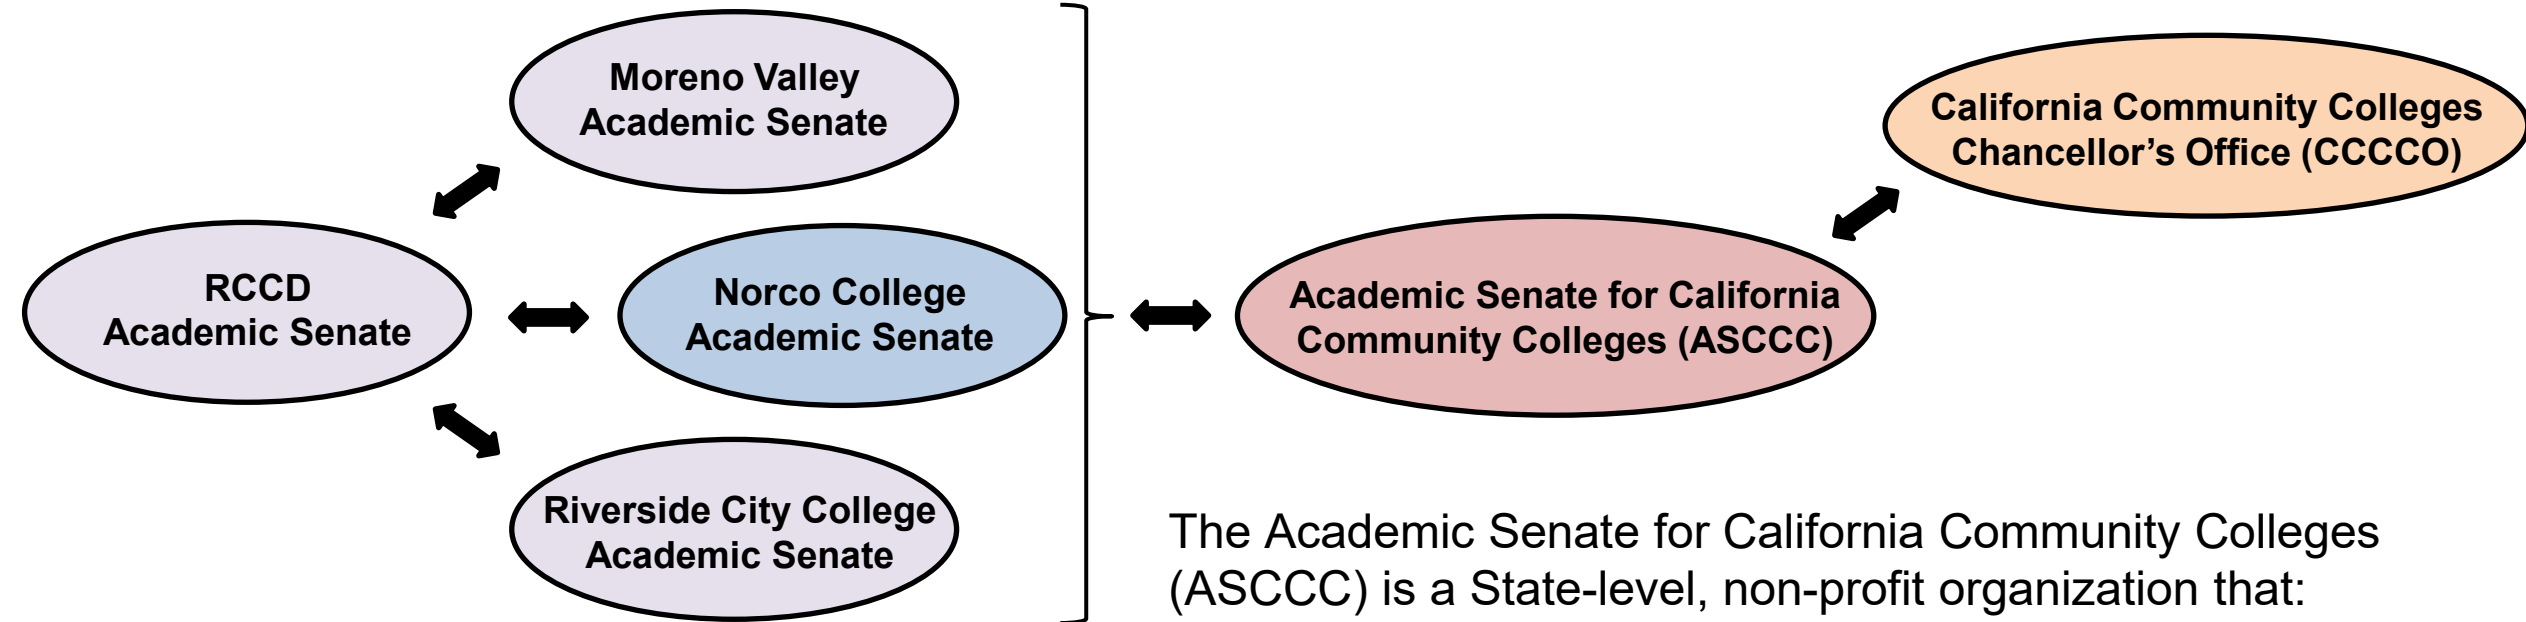 Moreno Valley
Academic Senate
California Community Colleges
Chancellor’s Office (CCCCO)
RCCD
Academic Senate
Norco College
Academic Senate
Academic Senate for California
Community Colleges (ASCCC)
Riverside City College
Academic Senate
The Academic Senate for California Community Colleges
(ASCCC) is a State-level, non-profit organization that: